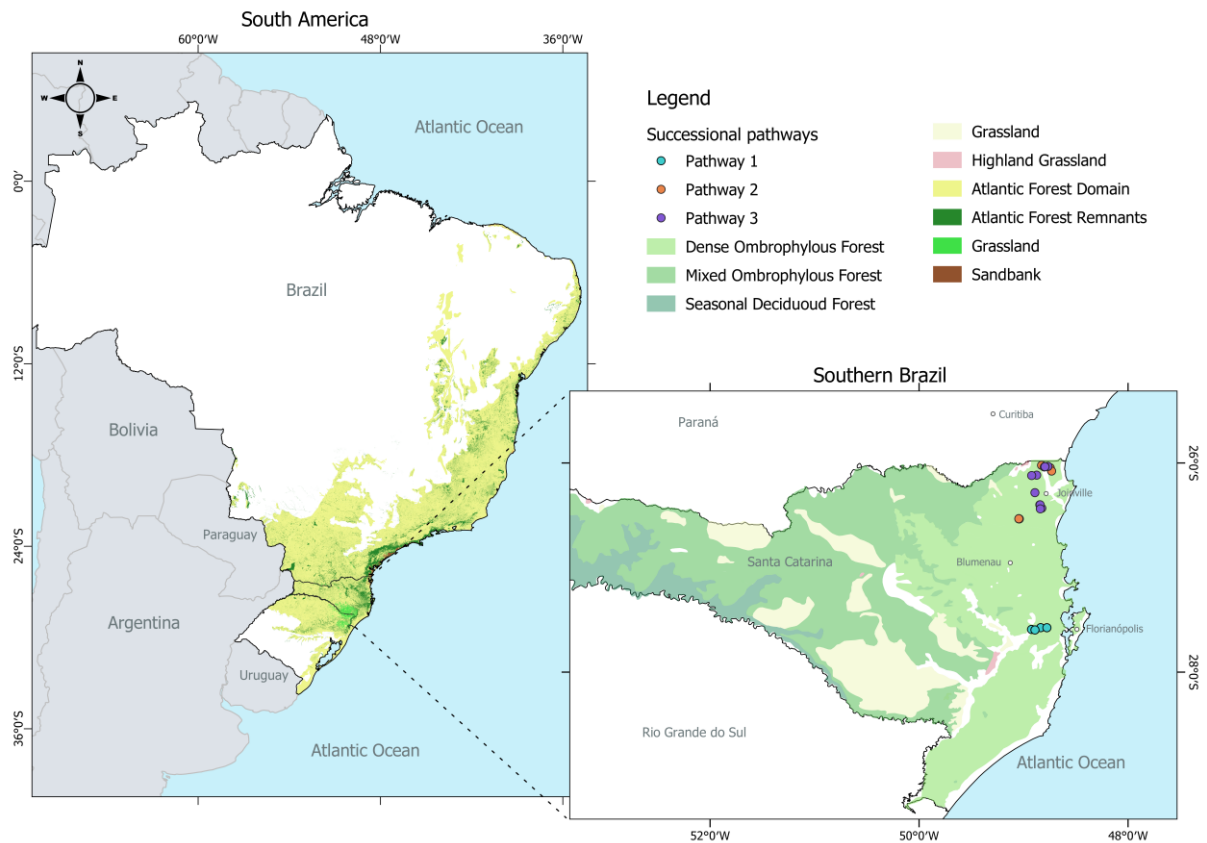 South America
60°0'W
48°0'W
36°0'W
N
W
E
S
Atlantic Ocean
0°0'
Brazil
12°0'S
Bolivia
Paraguay
24°0'S
Argentina
Uruguay
36°0'S
Atlantic Ocean
Legend
Successional pathways
Pathway 1
Pathway 2
Pathway 3
Dense Ombrophylous Forest
Mixed Ombrophylous Forest
Seasonal Deciduoud Forest
Grassland
Highland Grassland
Atlantic Forest Domain
Atlantic Forest Remnants
Grassland
Sandbank
Southern Brazil
Curitiba
Paraná
26°0'S
Joinville
Santa Catarina
Blumenau
Florianópolis
28°0'S
Rio Grande do Sul
Atlantic Ocean
52°0'W
50°0'W
48°0'W